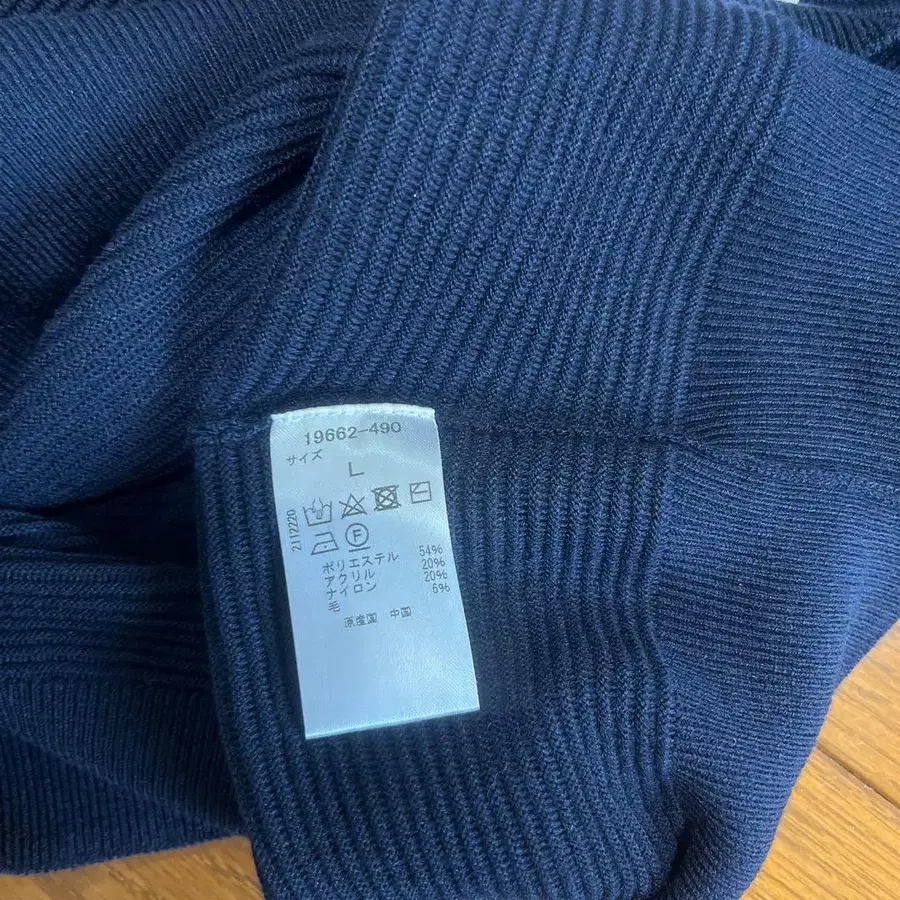 19662-490
サイズ
L
2112220
F
ポリエステル 54%
アクリル 20%
ナイロン 20%
毛 6%
原産国 中国